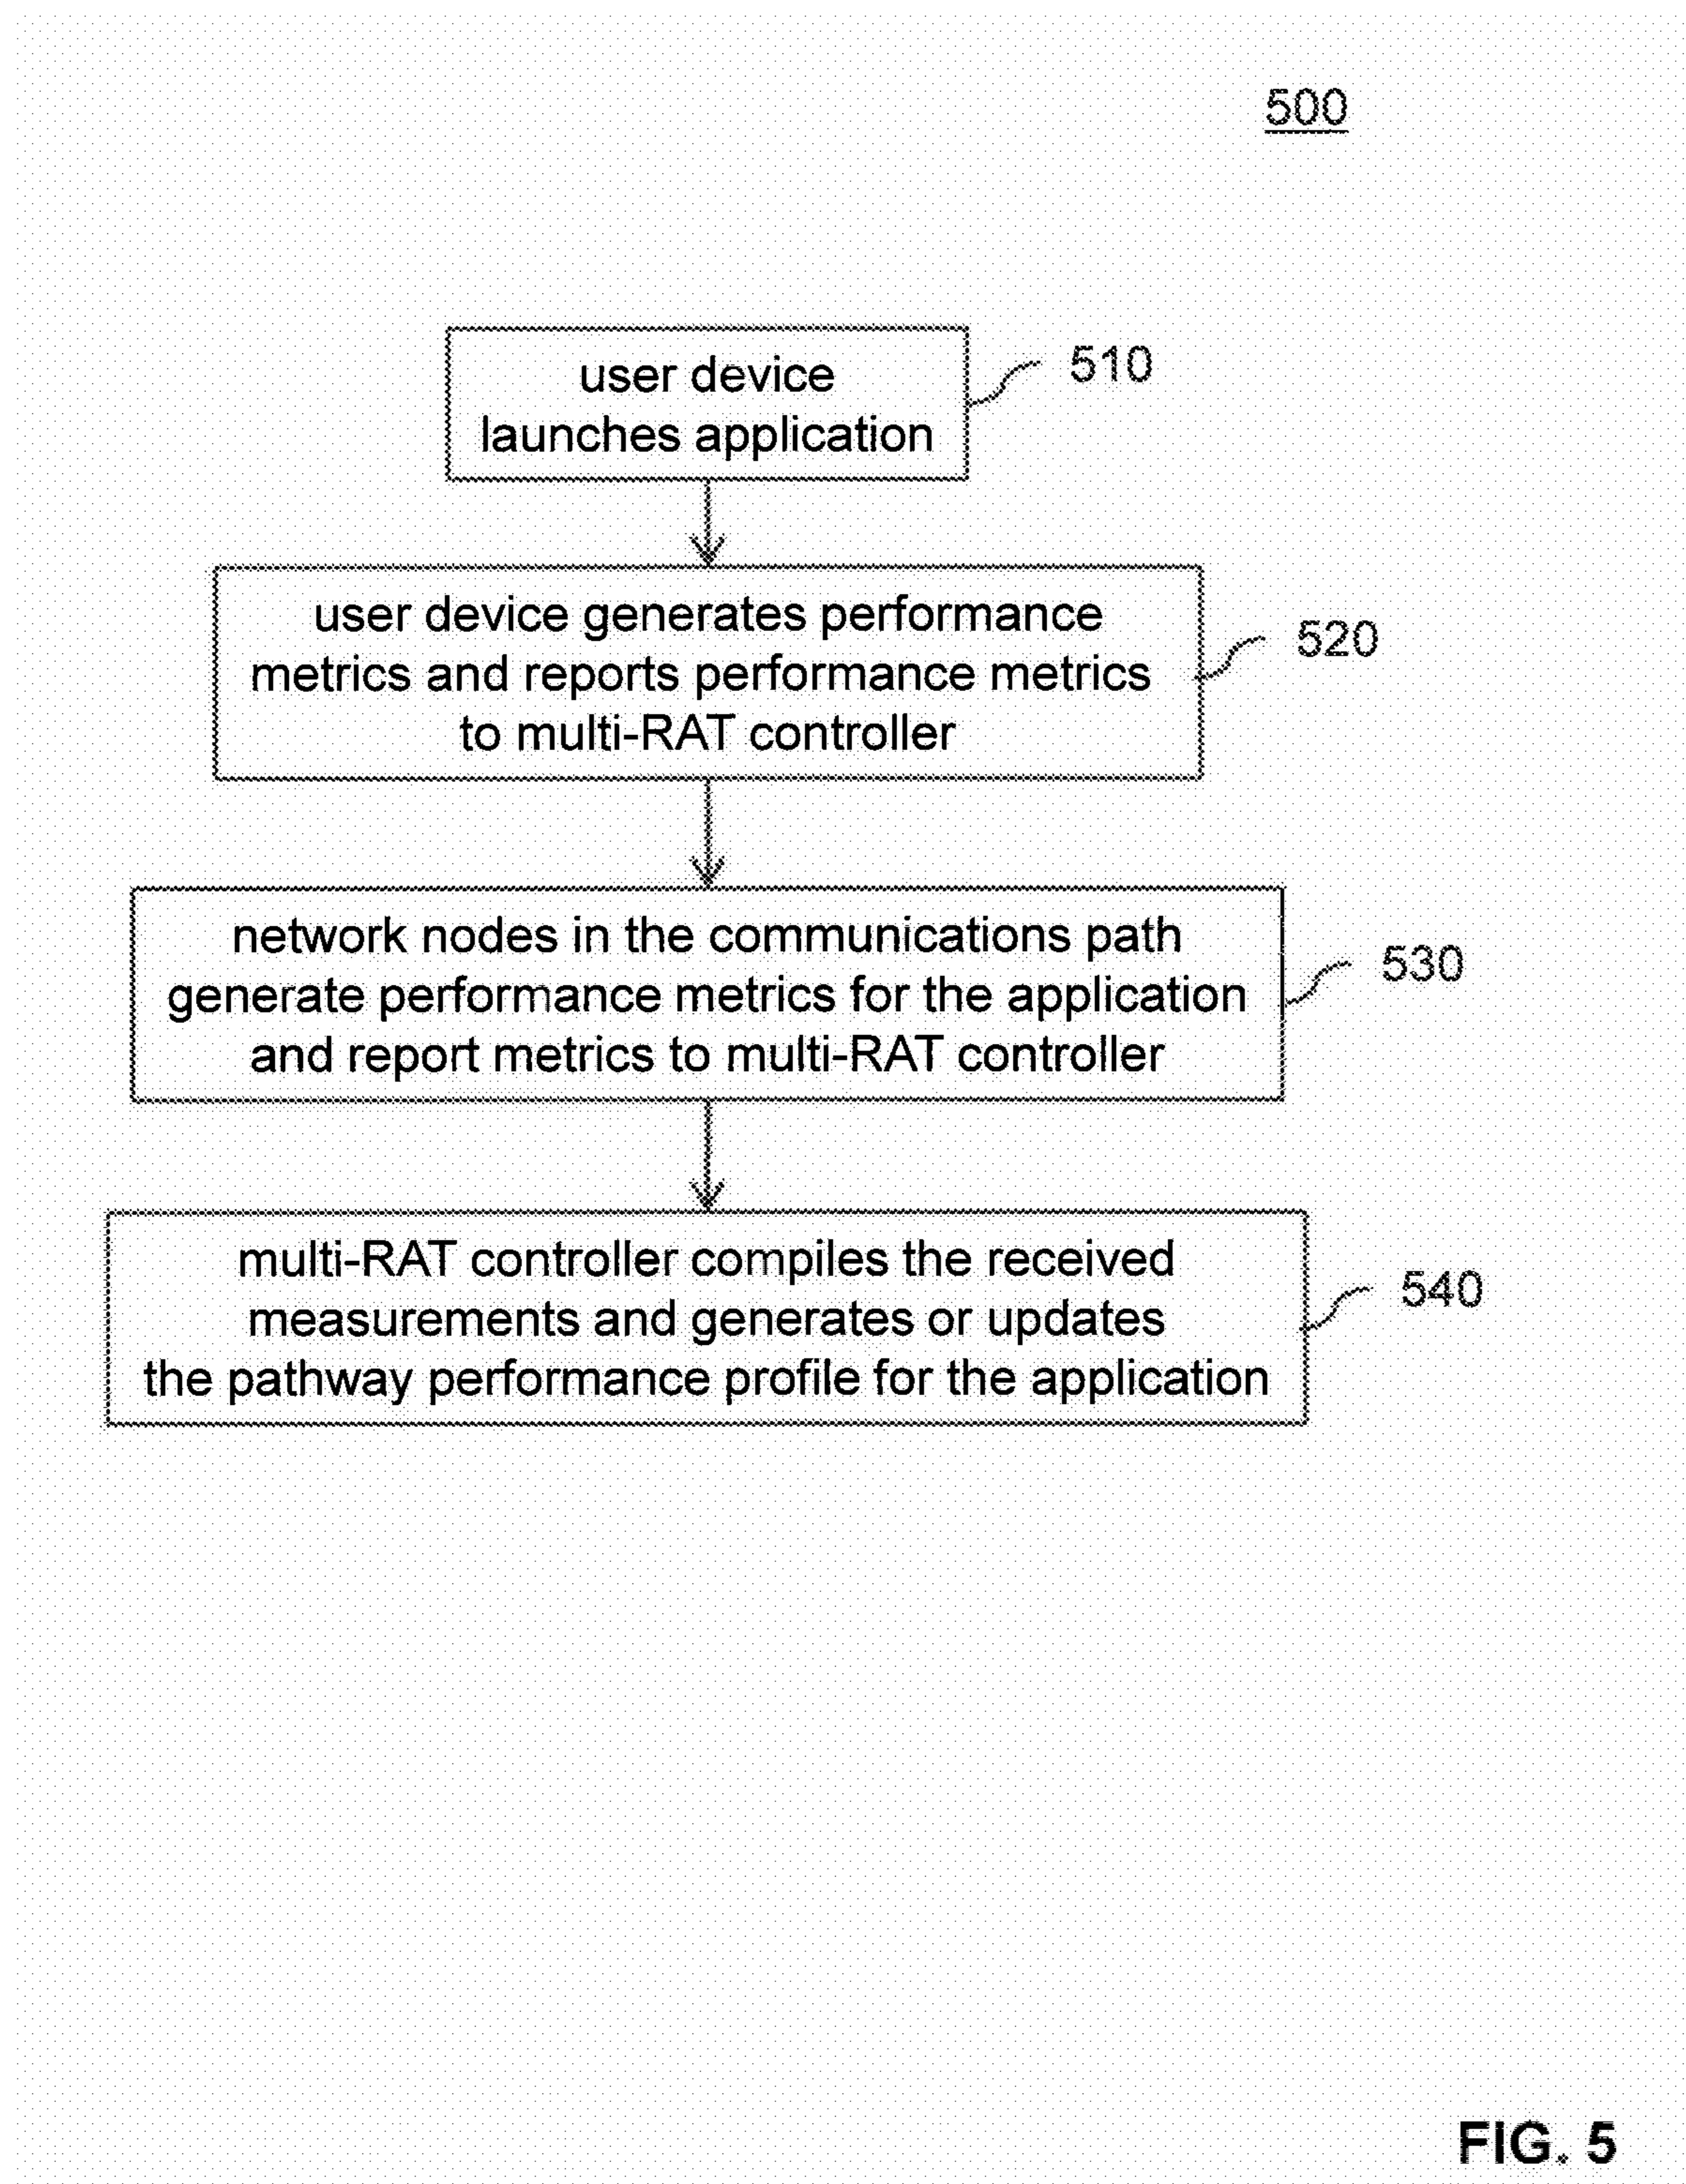 500
user device
launches application
510
user device generates performance
metrics and reports performance metrics
to multi-RAT controller
520
network nodes in the communications path
generate performance metrics for the application
and report metrics to multi-RAT controller
530
multi-RAT controller compiles the received
measurements and generates or updates
the pathway performance profile for the application
540
FIG. 5